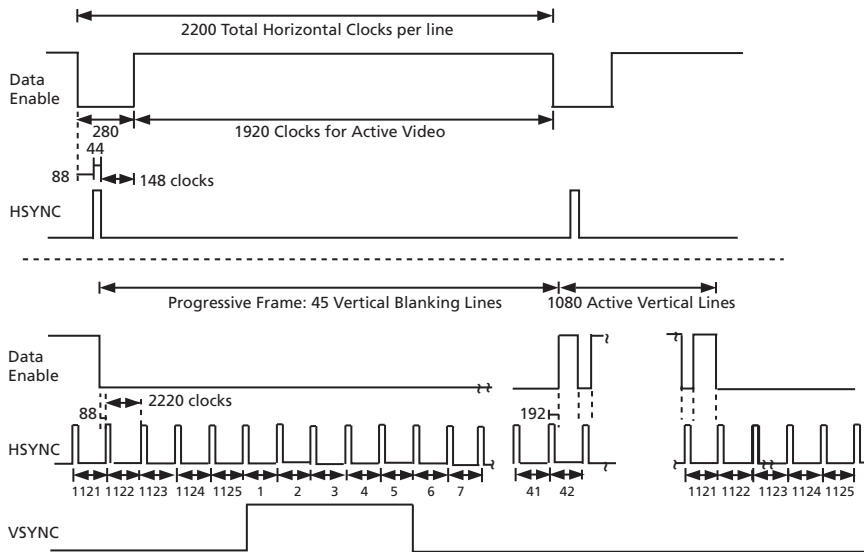 2200 Total Horizontal Clocks per line
Data
Enable
280
1920 Clocks for Active Video
44
88
148 clocks
HSYNC
Progressive Frame: 45 Vertical Blanking Lines
1080 Active Vertical Lines
Data
Enable
88
2220 clocks
192
HSYNC
1121 1122 1123 1124 1125 1 2 3 4 5 6 7 41 42 1121 1122 1123 1124 1125
VSYNC